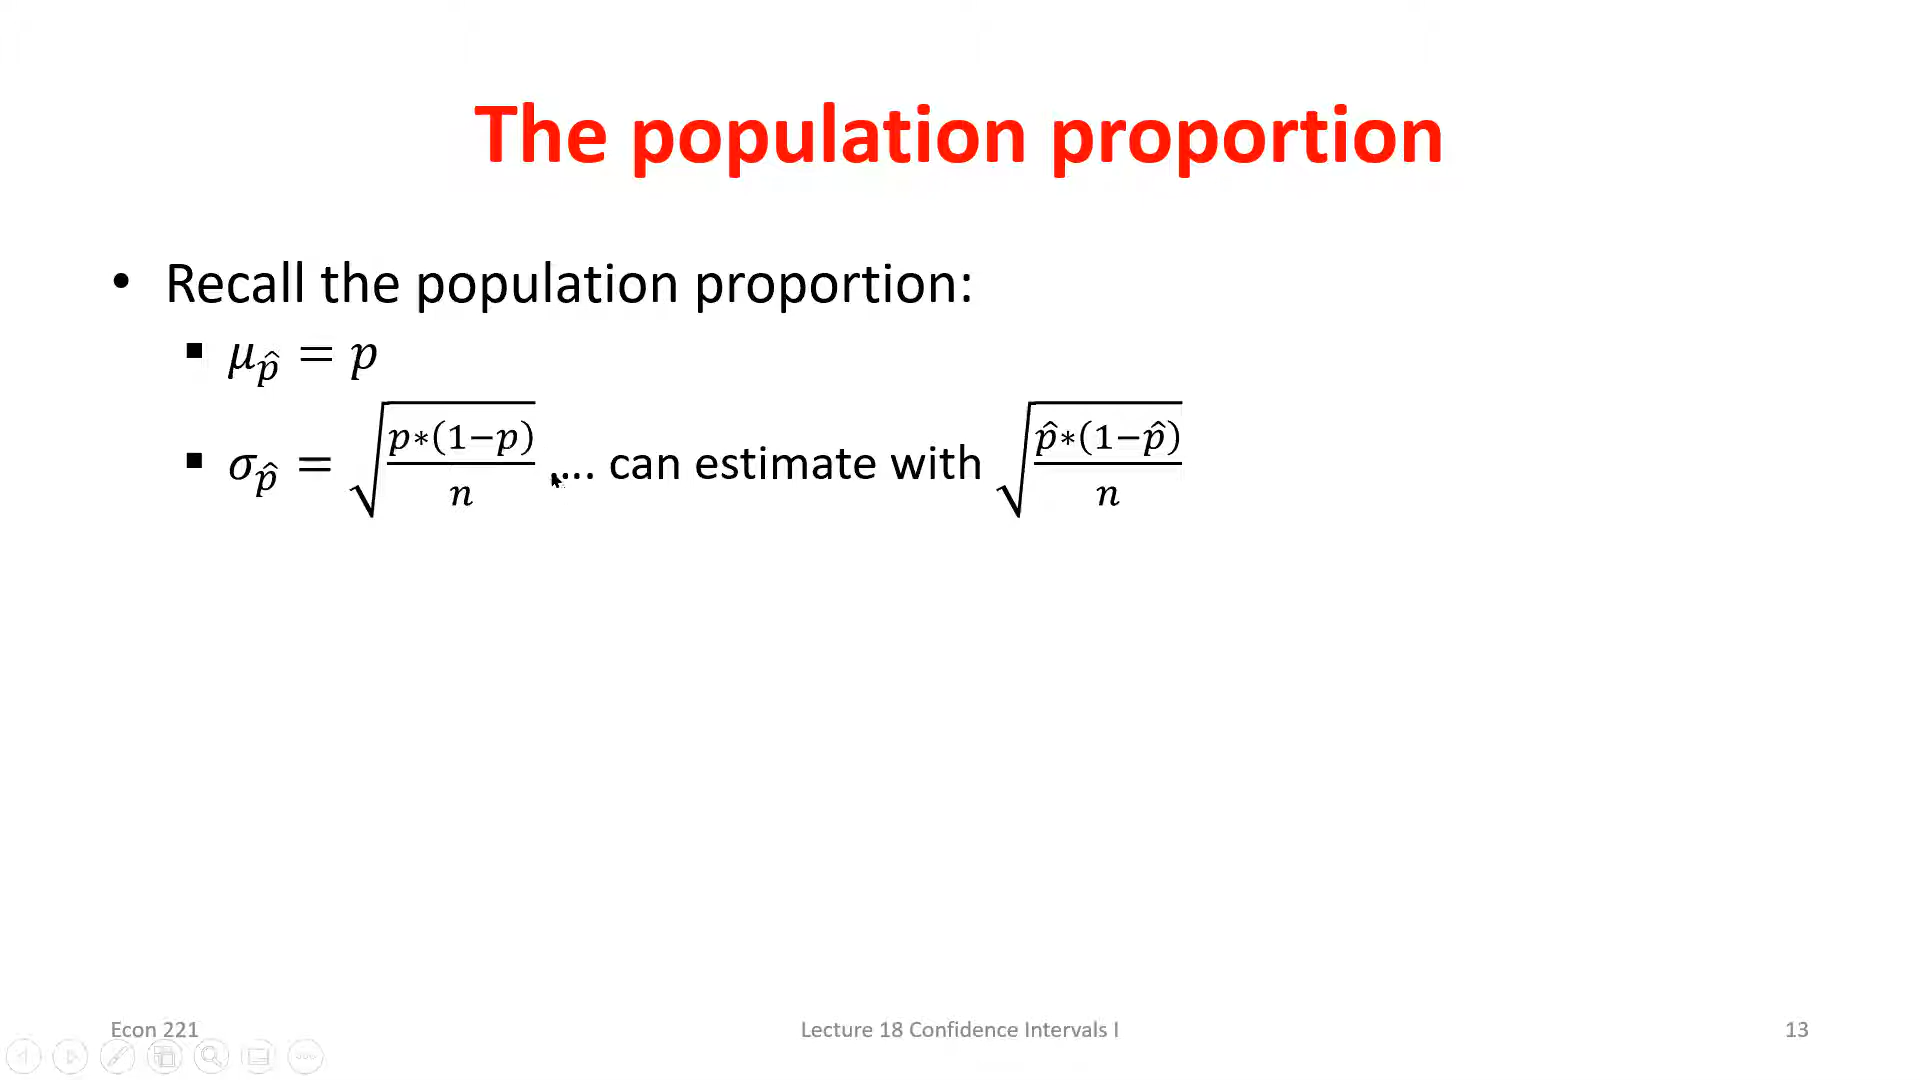 The population proportion
• Recall the population proportion:
▪ μ_p̂ = p
▪ σ_p̂ = √(p∗(1−p)/n) .... can estimate with √(p̂∗(1−p̂)/n)
Econ 221
Lecture 18 Confidence Intervals I
13